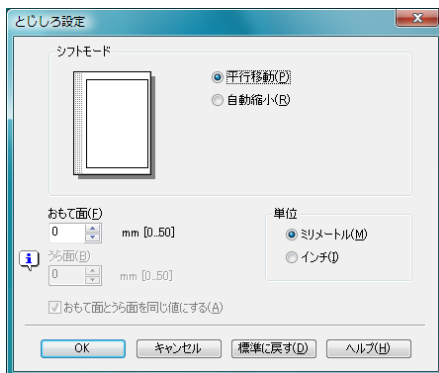 とじしろ設定
シフトモード
平行移動(P)
自動縮小(R)
おもて面(F)
0 mm [0..50]
うら面(B)
0 mm [0..50]
おもて面とうら面を同じ値にする(A)
単位
ミリメートル(M)
インチ(I)
OK キャンセル 標準に戻す(D) ヘルプ(H)